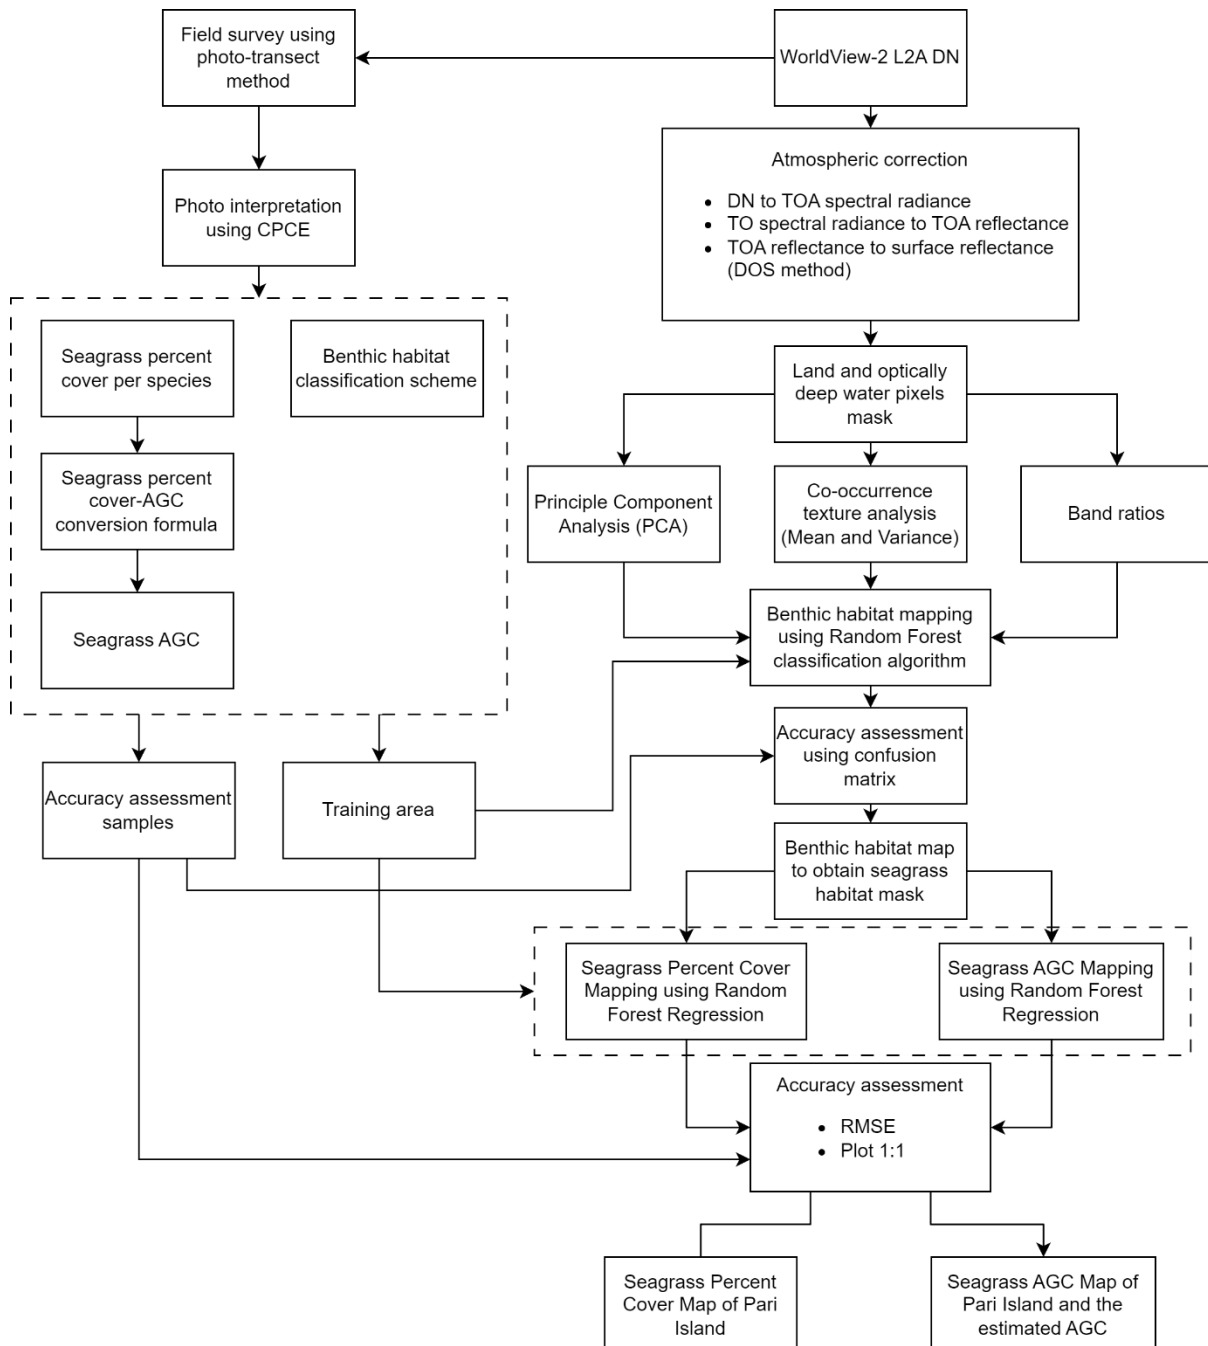 Field survey using
photo-transect
method
WorldView-2 L2A DN
Atmospheric correction
• DN to TOA spectral radiance
• TO spectral radiance to TOA reflectance
• TOA reflectance to surface reflectance
(DOS method)
Photo interpretation
using CPCE
Seagrass percent
cover per species
Benthic habitat
classification scheme
Land and optically
deep water pixels
mask
Seagrass percent
cover-AGC
conversion formula
Principle Component
Analysis (PCA)
Co-occurrence
texture analysis
(Mean and Variance)
Band ratios
Seagrass AGC
Benthic habitat mapping
using Random Forest
classification algorithm
Accuracy assessment
using confusion
matrix
Accuracy assessment
samples
Training area
Benthic habitat map
to obtain seagrass
habitat mask
Seagrass Percent Cover
Mapping using Random
Forest Regression
Seagrass AGC Mapping
using Random Forest
Regression
Accuracy assessment
• RMSE
• Plot 1:1
Seagrass Percent
Cover Map of Pari
Island
Seagrass AGC Map of
Pari Island and the
estimated AGC